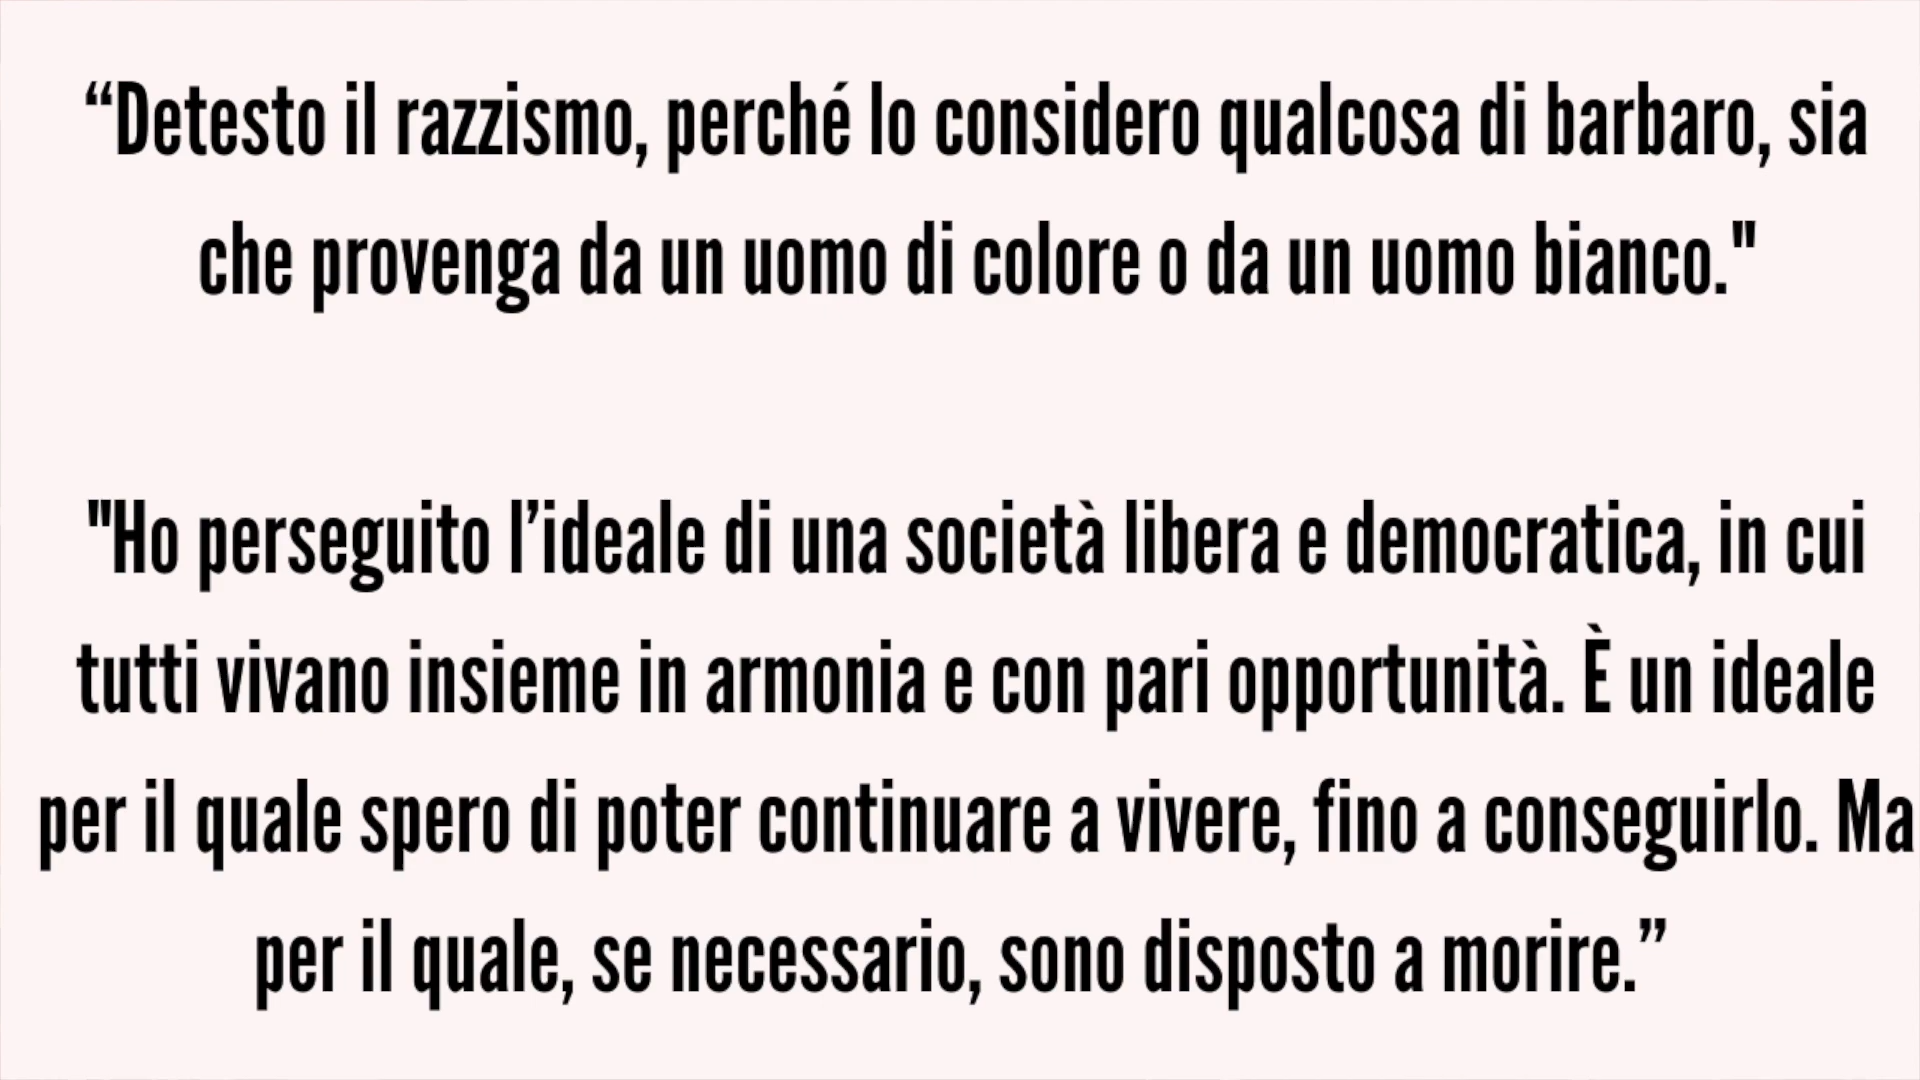 “Detesto il razzismo, perché lo considero qualcosa di barbaro, sia
che provenga da un uomo di colore o da un uomo bianco."
"Ho perseguito l’ideale di una società libera e democratica, in cui
tutti vivano insieme in armonia e con pari opportunità. È un ideale
per il quale spero di poter continuare a vivere, fino a conseguirlo. Ma
per il quale, se necessario, sono disposto a morire.”